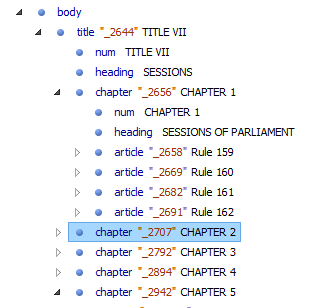 body
title "_2644" TITLE VII
num TITLE VII
heading SESSIONS
chapter "_2656" CHAPTER 1
num CHAPTER 1
heading SESSIONS OF PARLIAMENT
article "_2658" Rule 159
article "_2669" Rule 160
article "_2682" Rule 161
article "_2691" Rule 162
chapter "_2707" CHAPTER 2
chapter "_2792" CHAPTER 3
chapter "_2894" CHAPTER 4
chapter "_2942" CHAPTER 5